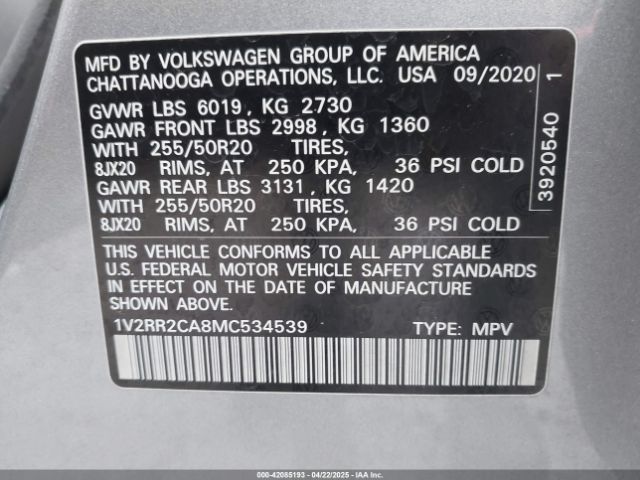 MFD BY VOLKSWAGEN GROUP OF AMERICA
CHATTANOOGA OPERATIONS, LLC. USA 09/2020
GVWR LBS 6019, KG 2730
GAWR FRONT LBS 2998, KG 1360
WITH 255/50R20 TIRES,
8JX20 RIMS, AT 250 KPA, 36 PSI COLD
GAWR REAR LBS 3131, KG 1420
WITH 255/50R20 TIRES,
8JX20 RIMS, AT 250 KPA, 36 PSI COLD
THIS VEHICLE CONFORMS TO ALL APPLICABLE
U.S. FEDERAL MOTOR VEHICLE SAFETY STANDARDS
IN EFFECT ON THE DATE OF MANUFACTURE
SHOWN ABOVE.
1V2RR2CA8MC534539 TYPE: MPV
3920540 1
000-42085193 - 04/22/2025 - IAAI.COM